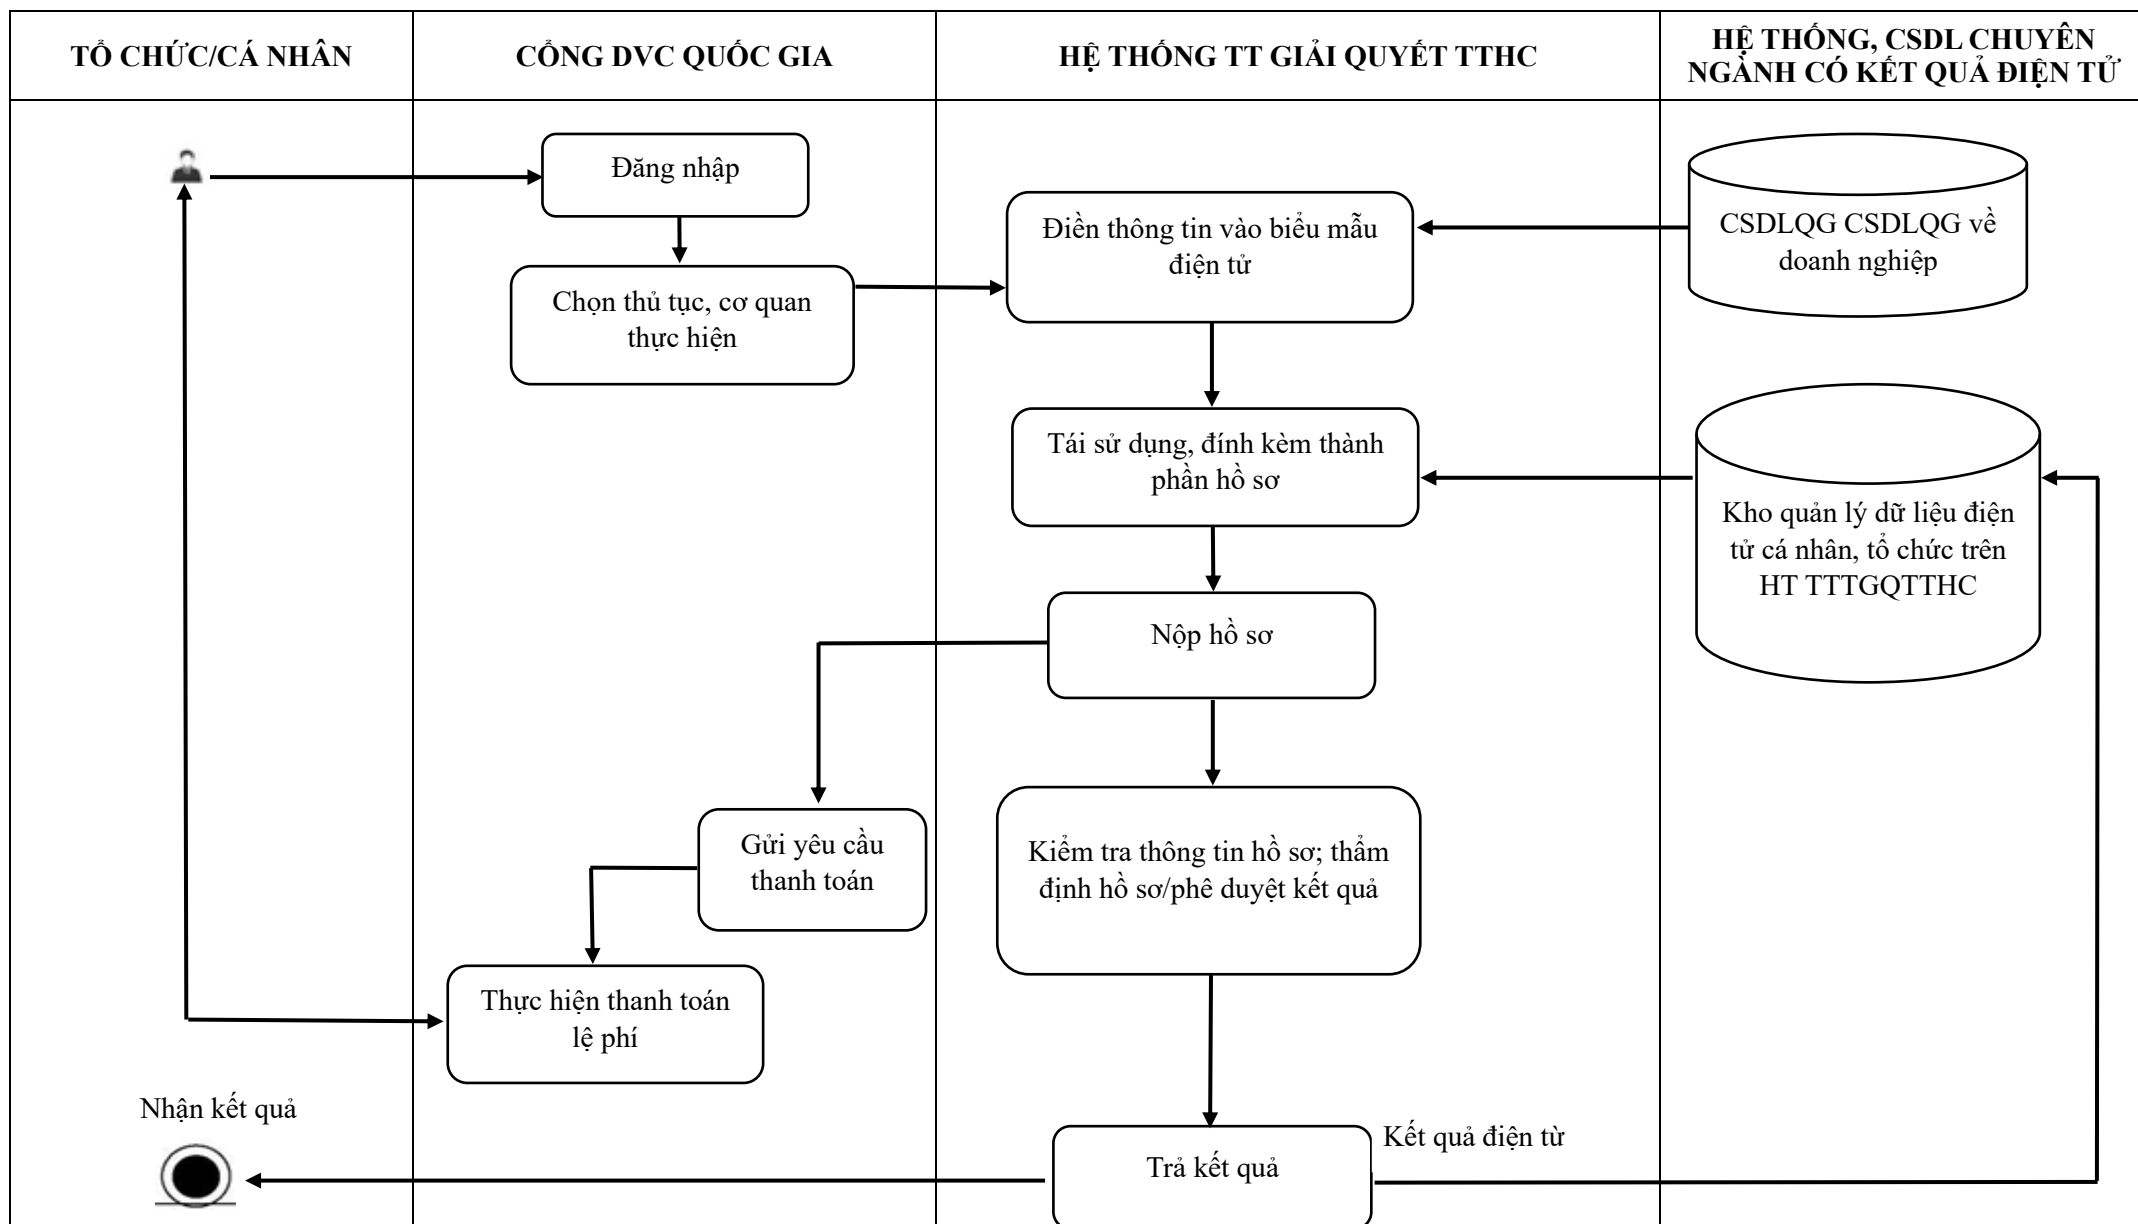 TỔ CHỨC/CÁ NHÂN
CỔNG DVC QUỐC GIA
HỆ THỐNG TT GIẢI QUYẾT TTHC
HỆ THỐNG, CSDL CHUYÊN
NGÀNH CÓ KẾT QUẢ ĐIỆN TỬ
Đăng nhập
Chọn thủ tục, cơ quan
thực hiện
Điền thông tin vào biểu mẫu
điện tử
CSDLQG CSDLQG về
doanh nghiệp
Tái sử dụng, đính kèm thành
phần hồ sơ
Kho quản lý dữ liệu điện
tử cá nhân, tổ chức trên
HT TTTGQTTHC
Nộp hồ sơ
Gửi yêu cầu
thanh toán
Kiểm tra thông tin hồ sơ; thẩm
định hồ sơ/phê duyệt kết quả
Thực hiện thanh toán
lệ phí
Nhận kết quả
Trả kết quả
Kết quả điện từ